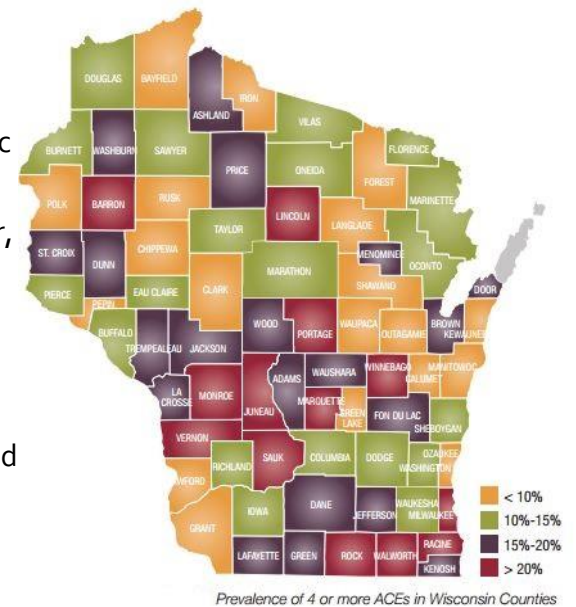 DOUGLAS
BAYFIELD
ASHLAND
IRON
VILAS
c
BURNETT
WASHBURN
SAWYER
PRICE
ONEIDA
FLORENCE
FOREST
MARINETTE
POLK
BARRON
RUSK
LINCOLN
r,
LANGLADE
TAYLOR
ST. CROIX
DUNN
CHIPPEWA
MENOMINEE
OCONTO
MARATHON
PIERCE
EAU CLAIRE
CLARK
SHAWANO
DOOR
PEPIN
BUFFALO
TREMPEALEAU
JACKSON
WOOD
PORTAGE
WAUPACA
OUTAGAMIE
BROWN
KEWAUNEE
LA
CROSSE
MONROE
JUNEAU
ADAMS
WAUSHARA
WINNEBAGO
CALUMET
MANITOWOC
MARQUETTE
GREEN
LAKE
FON DU LAC
SHEBOYGAN
VERNON
d
RICHLAND
SAUK
COLUMBIA
DODGE
OZAUKEE
WASHINGTON
GRANT
IOWA
DANE
JEFFERSON
WAUKESHA
MILWAUKEE
LAFAYETTE
GREEN
ROCK
WALWORTH
RACINE
KENOSH
< 10%
10%-15%
15%-20%
> 20%
Prevalence of 4 or more ACEs in Wisconsin Counties